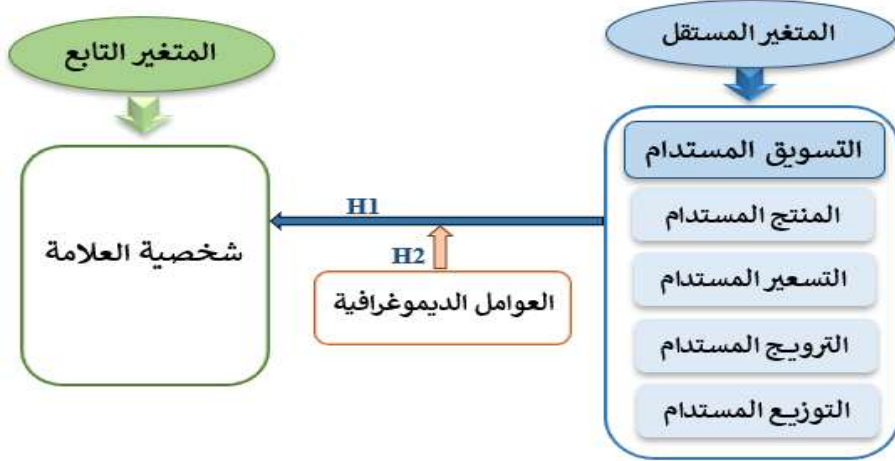 المتغير المستقل
المتغير التابع
التسويق المستدام
المنتج المستدام
التسعير المستدام
الترويج المستدام
التوزيع المستدام
H1
H2
العوامل الديموغرافية
شخصية العلامة